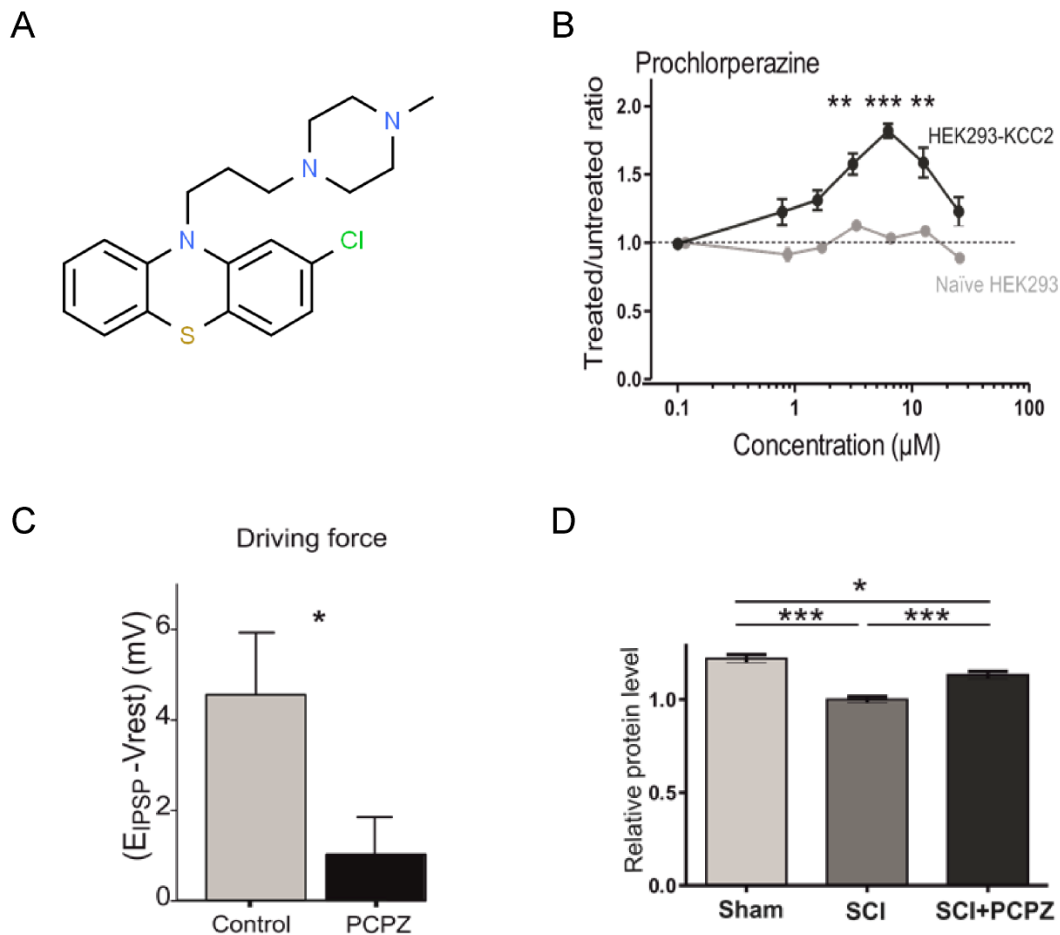 A
N
N
N
Cl
S
B
Prochlorperazine
** *** **
HEK293-KCC2
Naïve HEK293
Treated/untreated ratio
2.0
1.5
1.0
0.5
0.0
0.1
1
10
100
Concentration (µM)
C
Driving force
*
(EIPSP-Vrest) (mV)
6
4
2
0
Control
PCPZ
D
*
*** ***
Relative protein level
1.0
0.5
0.0
Sham
SCI
SCI+PCPZ